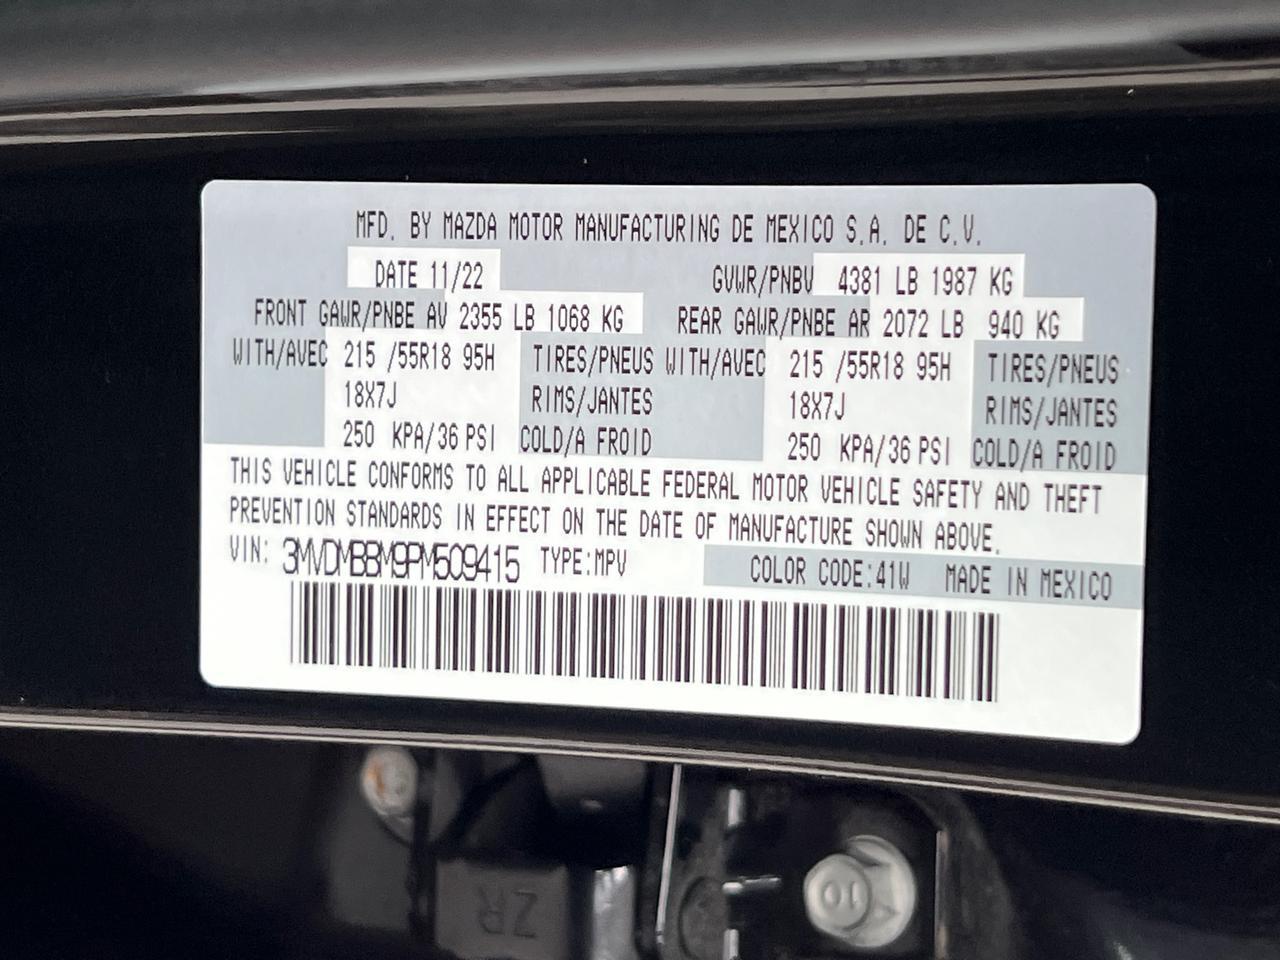 MFD. BY MAZDA MOTOR MANUFACTURING DE MEXICO S.A. DE C.V.
DATE 11/22 GVWR/PNBV 4381 LB 1987 KG
FRONT GAWR/PNBE AV 2355 LB 1068 KG REAR GAWR/PNBE AR 2072 LB 940 KG
WITH/AVEC 215 /55R18 95H TIRES/PNEUS WITH/AVEC 215 /55R18 95H TIRES/PNEUS
18X7J RIMS/JANTES 18X7J RIMS/JANTES
250 KPA/36 PSI COLD/A FROID 250 KPA/36 PSI COLD/A FROID
THIS VEHICLE CONFORMS TO ALL APPLICABLE FEDERAL MOTOR VEHICLE SAFETY AND THEFT
PREVENTION STANDARDS IN EFFECT ON THE DATE OF MANUFACTURE SHOWN ABOVE.
VIN: 3MVDMBBM9PM509415 TYPE:MPV COLOR CODE:41W MADE IN MEXICO
ZR
10